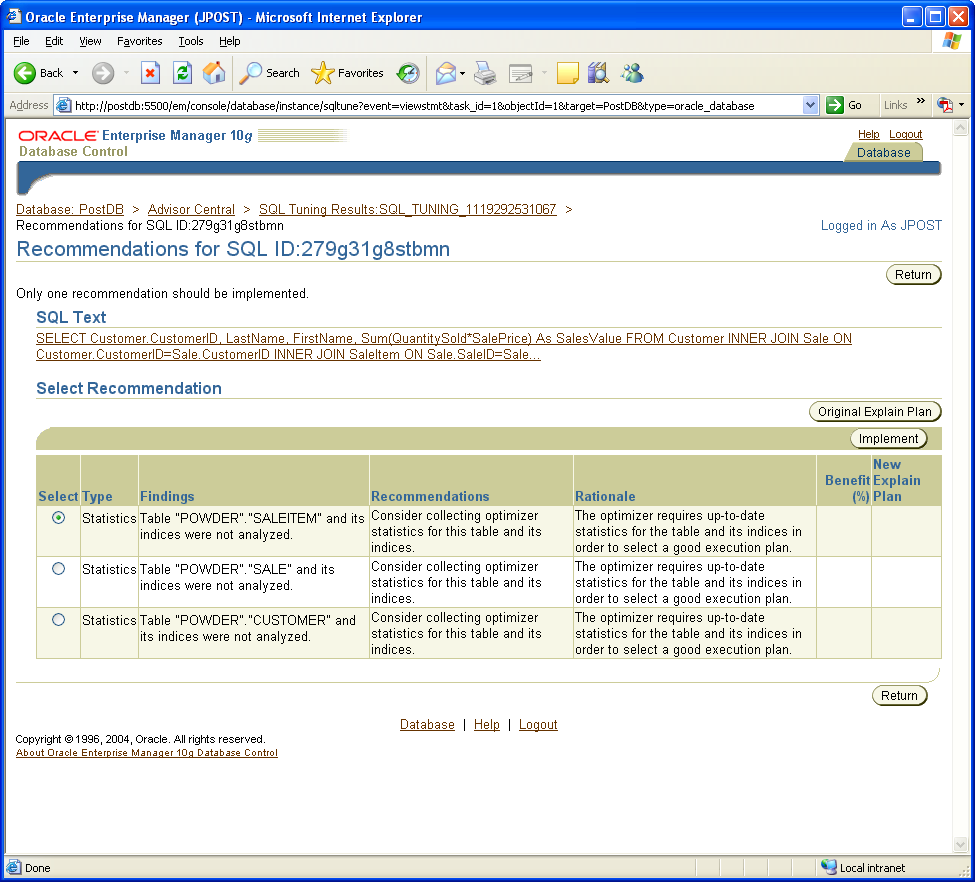 Oracle Enterprise Manager (JPOST) - Microsoft Internet Explorer
File Edit View Favorites Tools Help
Back Search Favorites
Address http://postdb:5500/em/console/database/instance/sqltune?event=viewstmt&task_id=1&objectId=1&target=PostDB&type=oracle_database Go Links »
ORACLE Enterprise Manager 10g
Database Control
Help Logout
Database
Database: PostDB > Advisor Central > SQL Tuning Results:SQL_TUNING_1119292531067 >
Recommendations for SQL ID:279g31g8stbmn
Logged in As JPOST
Recommendations for SQL ID:279g31g8stbmn
Return
Only one recommendation should be implemented.
SQL Text
SELECT Customer.CustomerID, LastName, FirstName, Sum(QuantitySold*SalePrice) As SalesValue FROM Customer INNER JOIN Sale ON
Customer.CustomerID=Sale.CustomerID INNER JOIN SaleItem ON Sale.SaleID=Sale...
Select Recommendation
Original Explain Plan
Implement
Select Type Findings Recommendations Rationale Benefit (%) New Explain Plan
Statistics
Table "POWDER"."SALEITEM" and its
indices were not analyzed.
Consider collecting optimizer
statistics for this table and its
indices.
The optimizer requires up-to-date
statistics for the table and its indices in
order to select a good execution plan.
Statistics
Table "POWDER"."SALE" and its
indices were not analyzed.
Consider collecting optimizer
statistics for this table and its
indices.
The optimizer requires up-to-date
statistics for the table and its indices in
order to select a good execution plan.
Statistics
Table "POWDER"."CUSTOMER" and
its indices were not analyzed.
Consider collecting optimizer
statistics for this table and its
indices.
The optimizer requires up-to-date
statistics for the table and its indices in
order to select a good execution plan.
Return
Database | Help | Logout
Copyright © 1996, 2004, Oracle. All rights reserved.
About Oracle Enterprise Manager 10g Database Control
Done
Local intranet